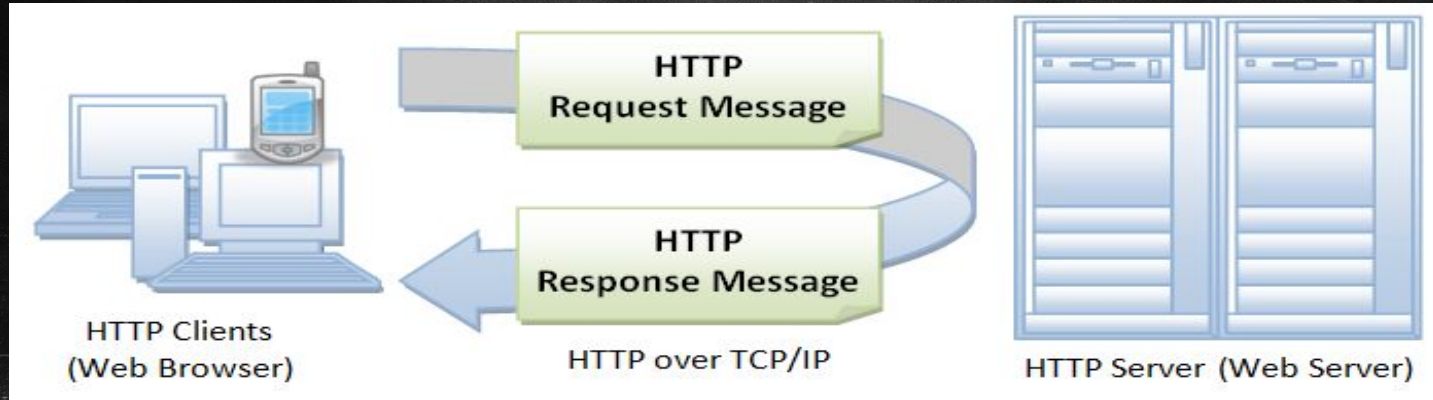 HTTP
Request Message
HTTP
Response Message
HTTP Clients
(Web Browser)
HTTP over TCP/IP
HTTP Server (Web Server)